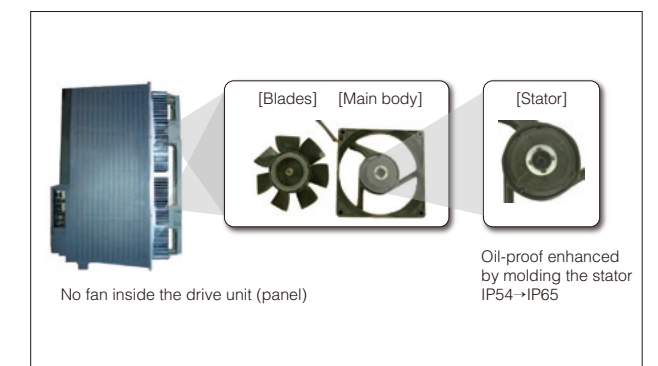 [Blades] [Main body] [Stator]
Oil-proof enhanced
by molding the stator
IP54→IP65
No fan inside the drive unit (panel)